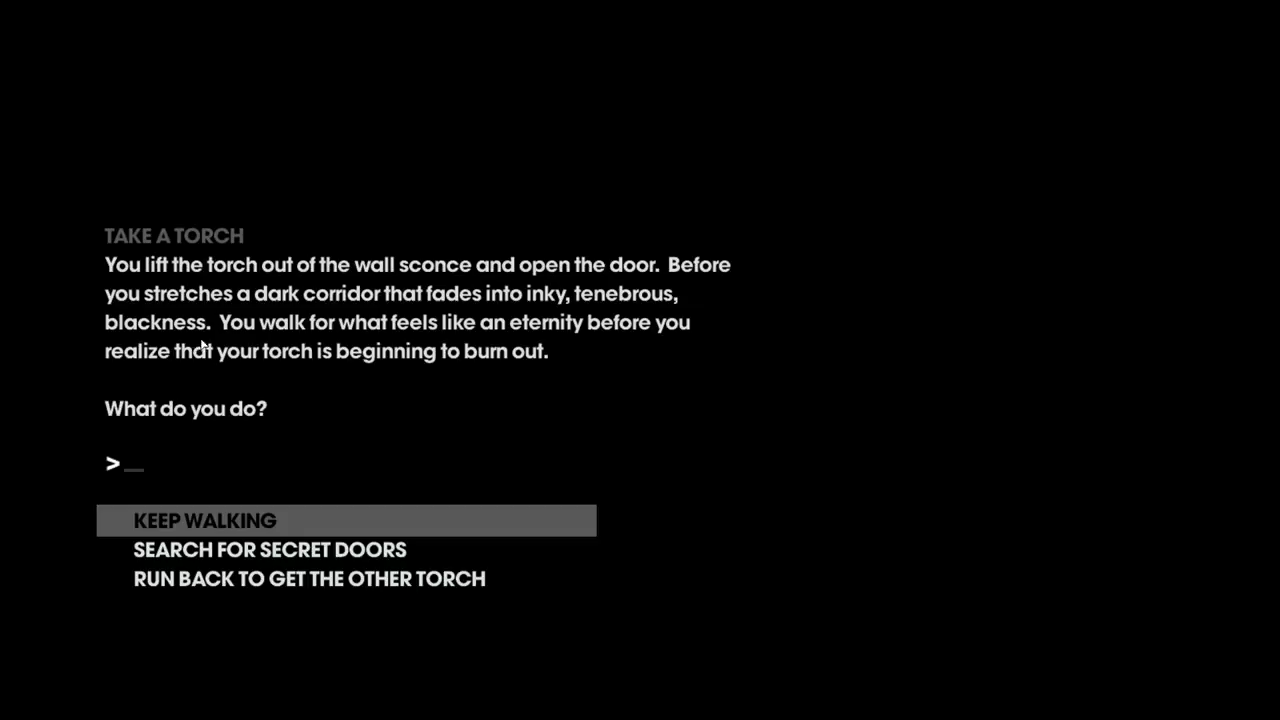 TAKE A TORCH
You lift the torch out of the wall sconce and open the door.  Before
you stretches a dark corridor that fades into inky, tenebrous,
blackness.  You walk for what feels like an eternity before you
realize that your torch is beginning to burn out.
What do you do?
>_
KEEP WALKING
SEARCH FOR SECRET DOORS
RUN BACK TO GET THE OTHER TORCH